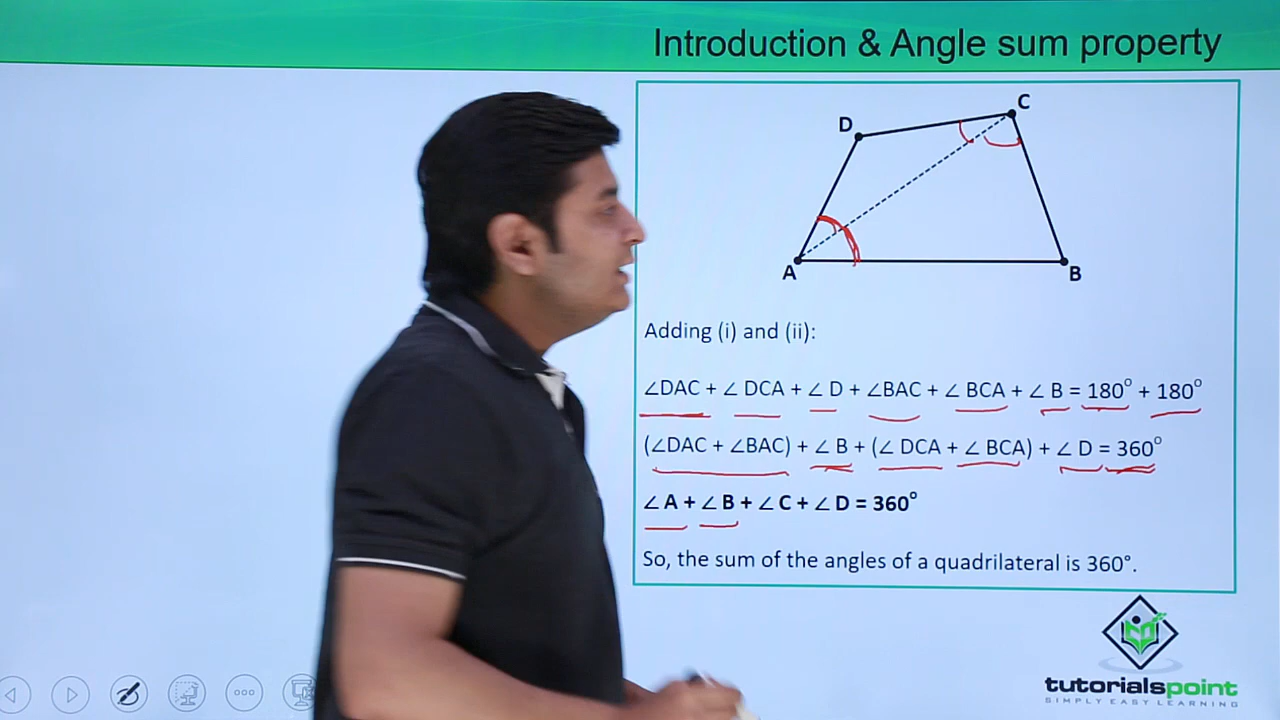 Introduction & Angle sum property
D
C
A
B
Adding (i) and (ii):
∠DAC + ∠ DCA + ∠ D + ∠BAC + ∠ BCA + ∠ B = 180° + 180°
(∠DAC + ∠BAC) + ∠ B + (∠ DCA + ∠ BCA) + ∠ D = 360°
∠ A + ∠ B + ∠ C + ∠ D = 360°
So, the sum of the angles of a quadrilateral is 360°.
tutorialspoint
SIMPLY EASY LEARNING